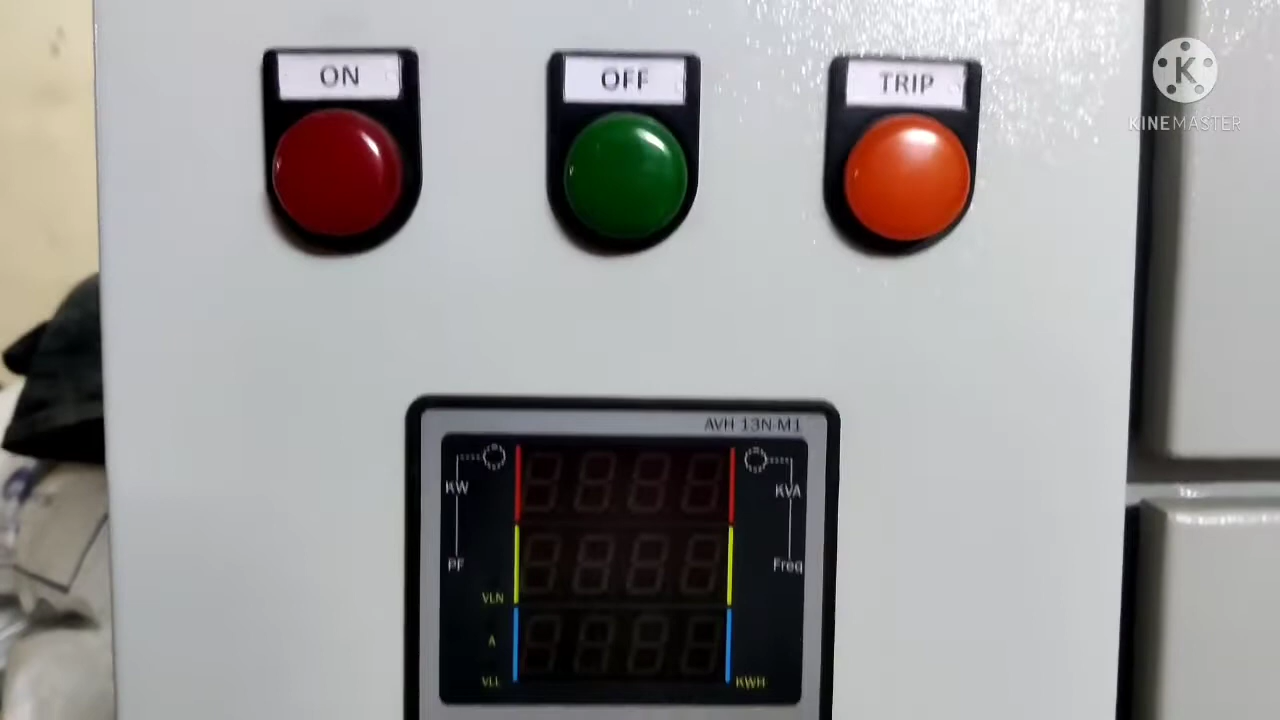 ON
OFF
TRIP
K
KINEMASTER
AVH 13N-M1
KW
KVA
PF
Freq
VLN
A
VLL
KWH